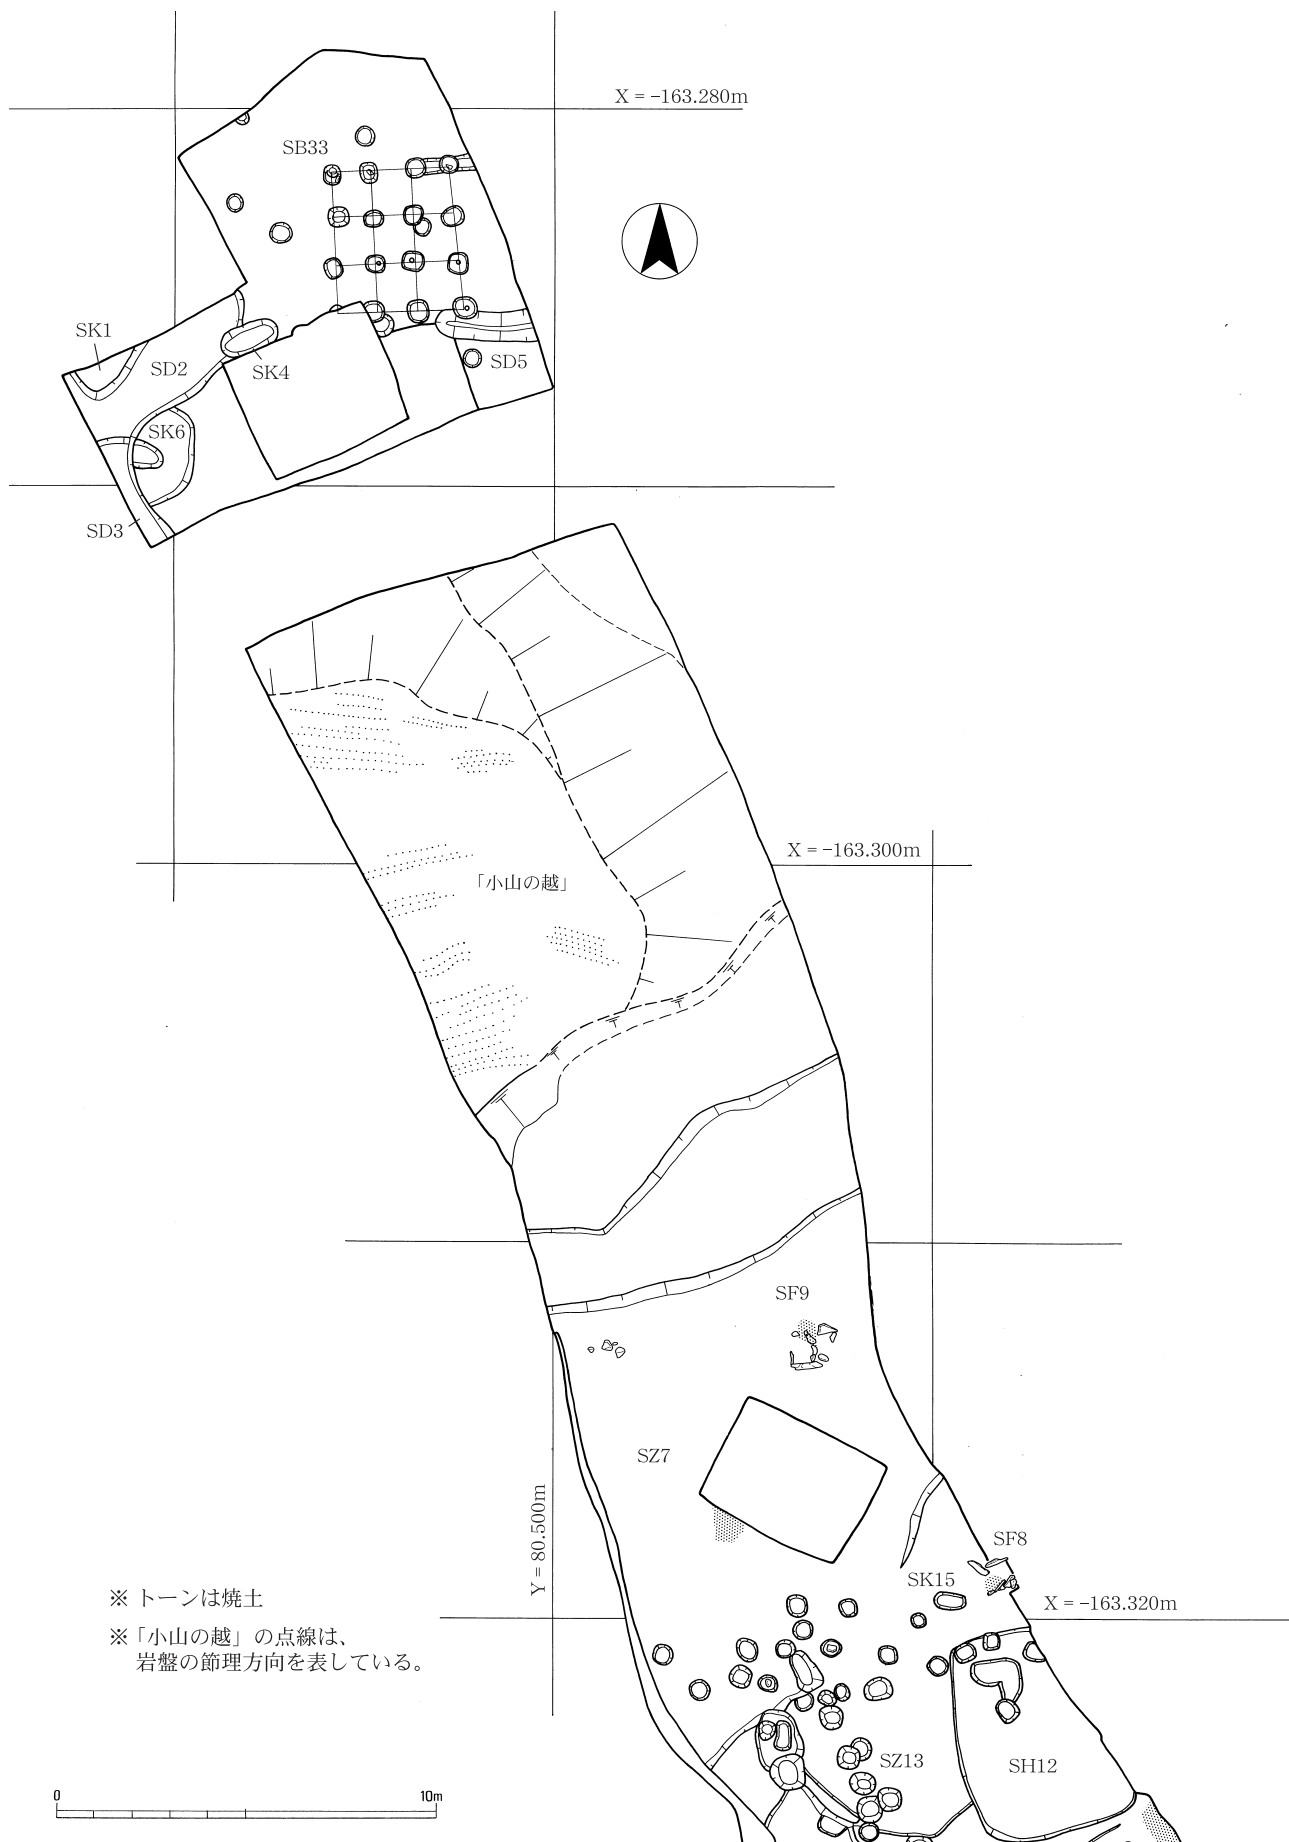 X = −163.280m
SB33
SK1
SD2
SK4
SD5
SK6
SD3
X = −163.300m
「小山の越」
SF9
SZ7
Y = 80.500m
SF8
SK15
X = −163.320m
※ トーンは焼土
※「小山の越」の点線は、
岩盤の節理方向を表している。
SZ13
SH12
0 10m